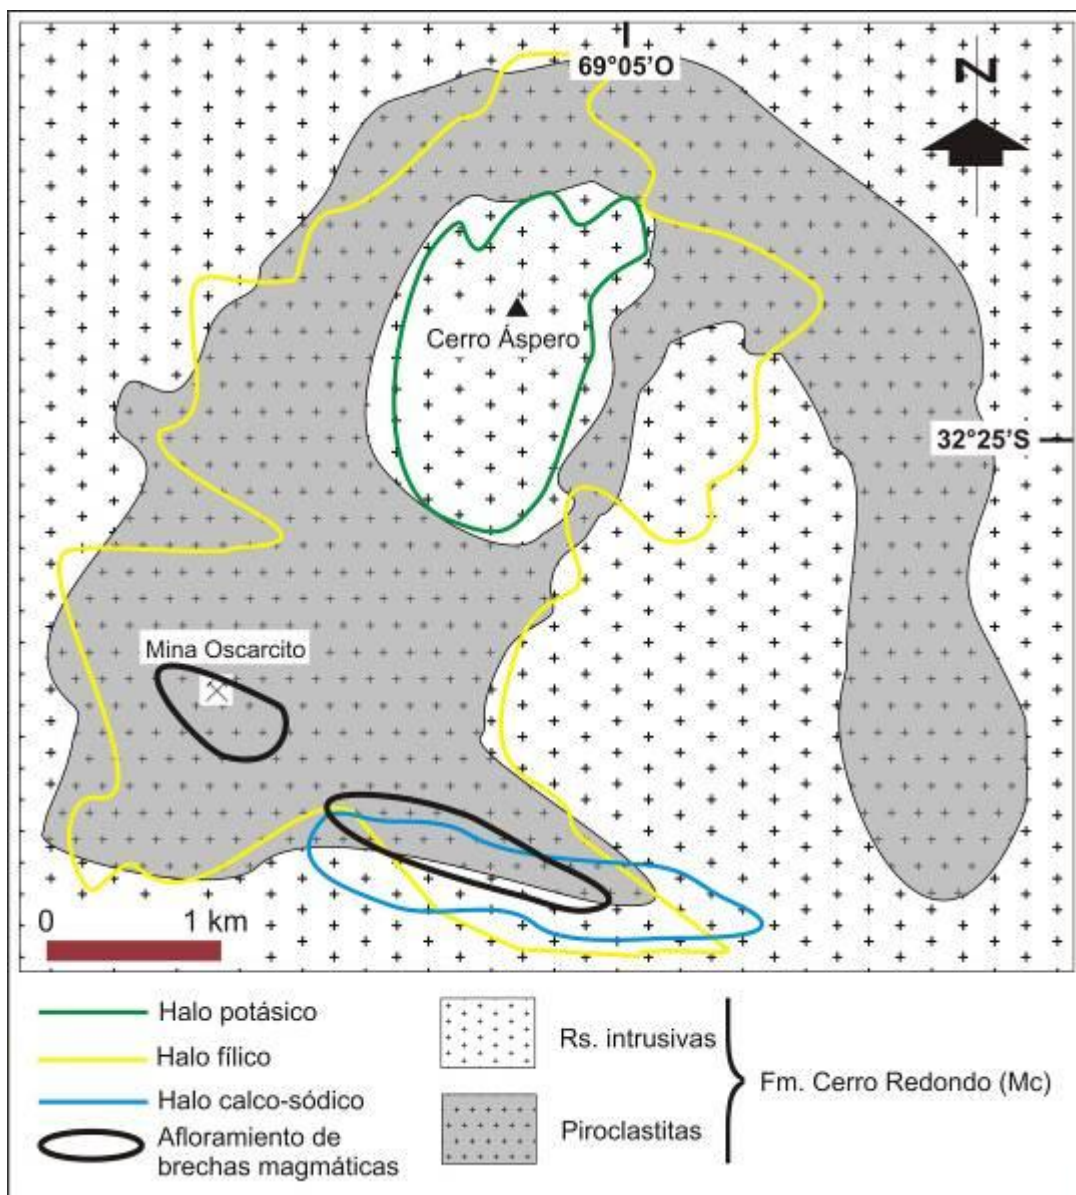 69°05'O
N
Cerro Áspero
32°25'S
Mina Oscarcito
0 1 km
Halo potásico
Halo fílico
Halo calco-sódico
Afloramiento de
brechas magmáticas
Rs. intrusivas
Piroclastitas
Fm. Cerro Redondo (Mc)